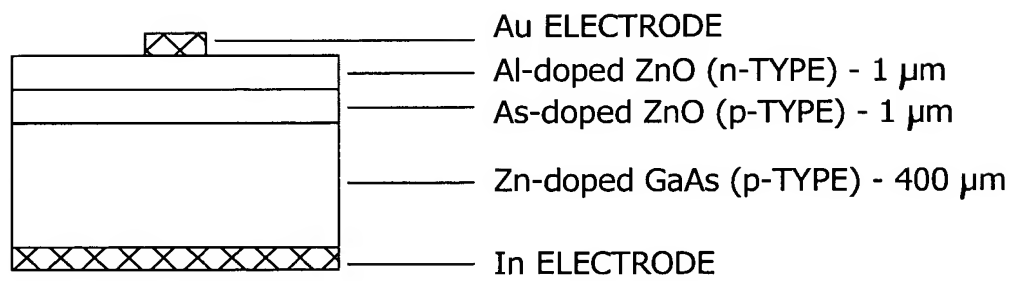 Au ELECTRODE
Al-doped ZnO (n-TYPE) - 1 μm
As-doped ZnO (p-TYPE) - 1 μm
Zn-doped GaAs (p-TYPE) - 400 μm
In ELECTRODE